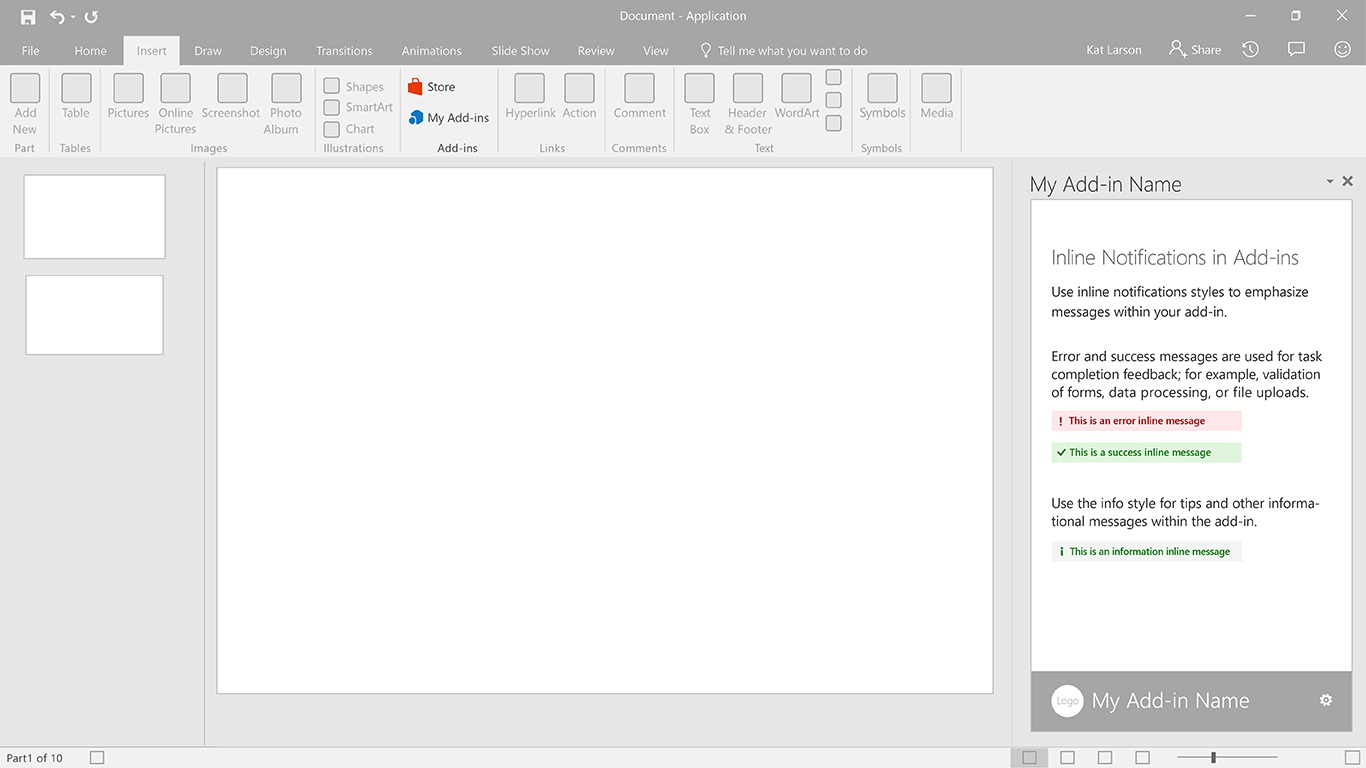 Document - Application
File Home Insert Draw Design Transitions Animations Slide Show Review View Tell me what you want to do Kat Larson Share
Add New
Table
Pictures
Online Pictures
Screenshot
Photo Album
Shapes
SmartArt
Chart
Store
My Add-ins
Hyperlink
Action
Comment
Text Box
Header & Footer
WordArt
Symbols
Media
Part Tables Images Illustrations Add-ins Links Comments Text Symbols
My Add-in Name
Inline Notifications in Add-ins
Use inline notifications styles to emphasize
messages within your add-in.
Error and success messages are used for task
completion feedback; for example, validation
of forms, data processing, or file uploads.
! This is an error inline message
This is a success inline message
Use the info style for tips and other informa-
tional messages within the add-in.
i This is an information inline message
Logo My Add-in Name
Part1 of 10